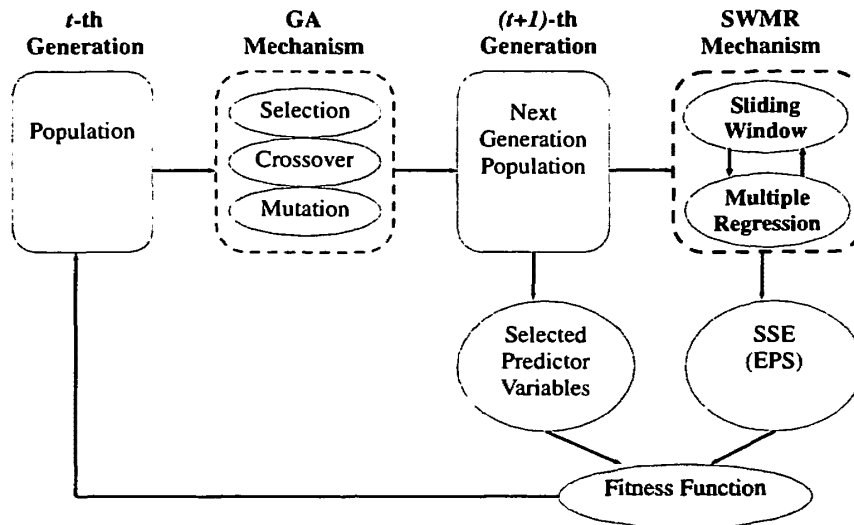 t-th
Generation
GA
Mechanism
(t+1)-th
Generation
SWMR
Mechanism
Population
Selection
Crossover
Mutation
Next
Generation
Population
Sliding
Window
Multiple
Regression
Selected
Predictor
Variables
SSE
(EPS)
Fitness Function